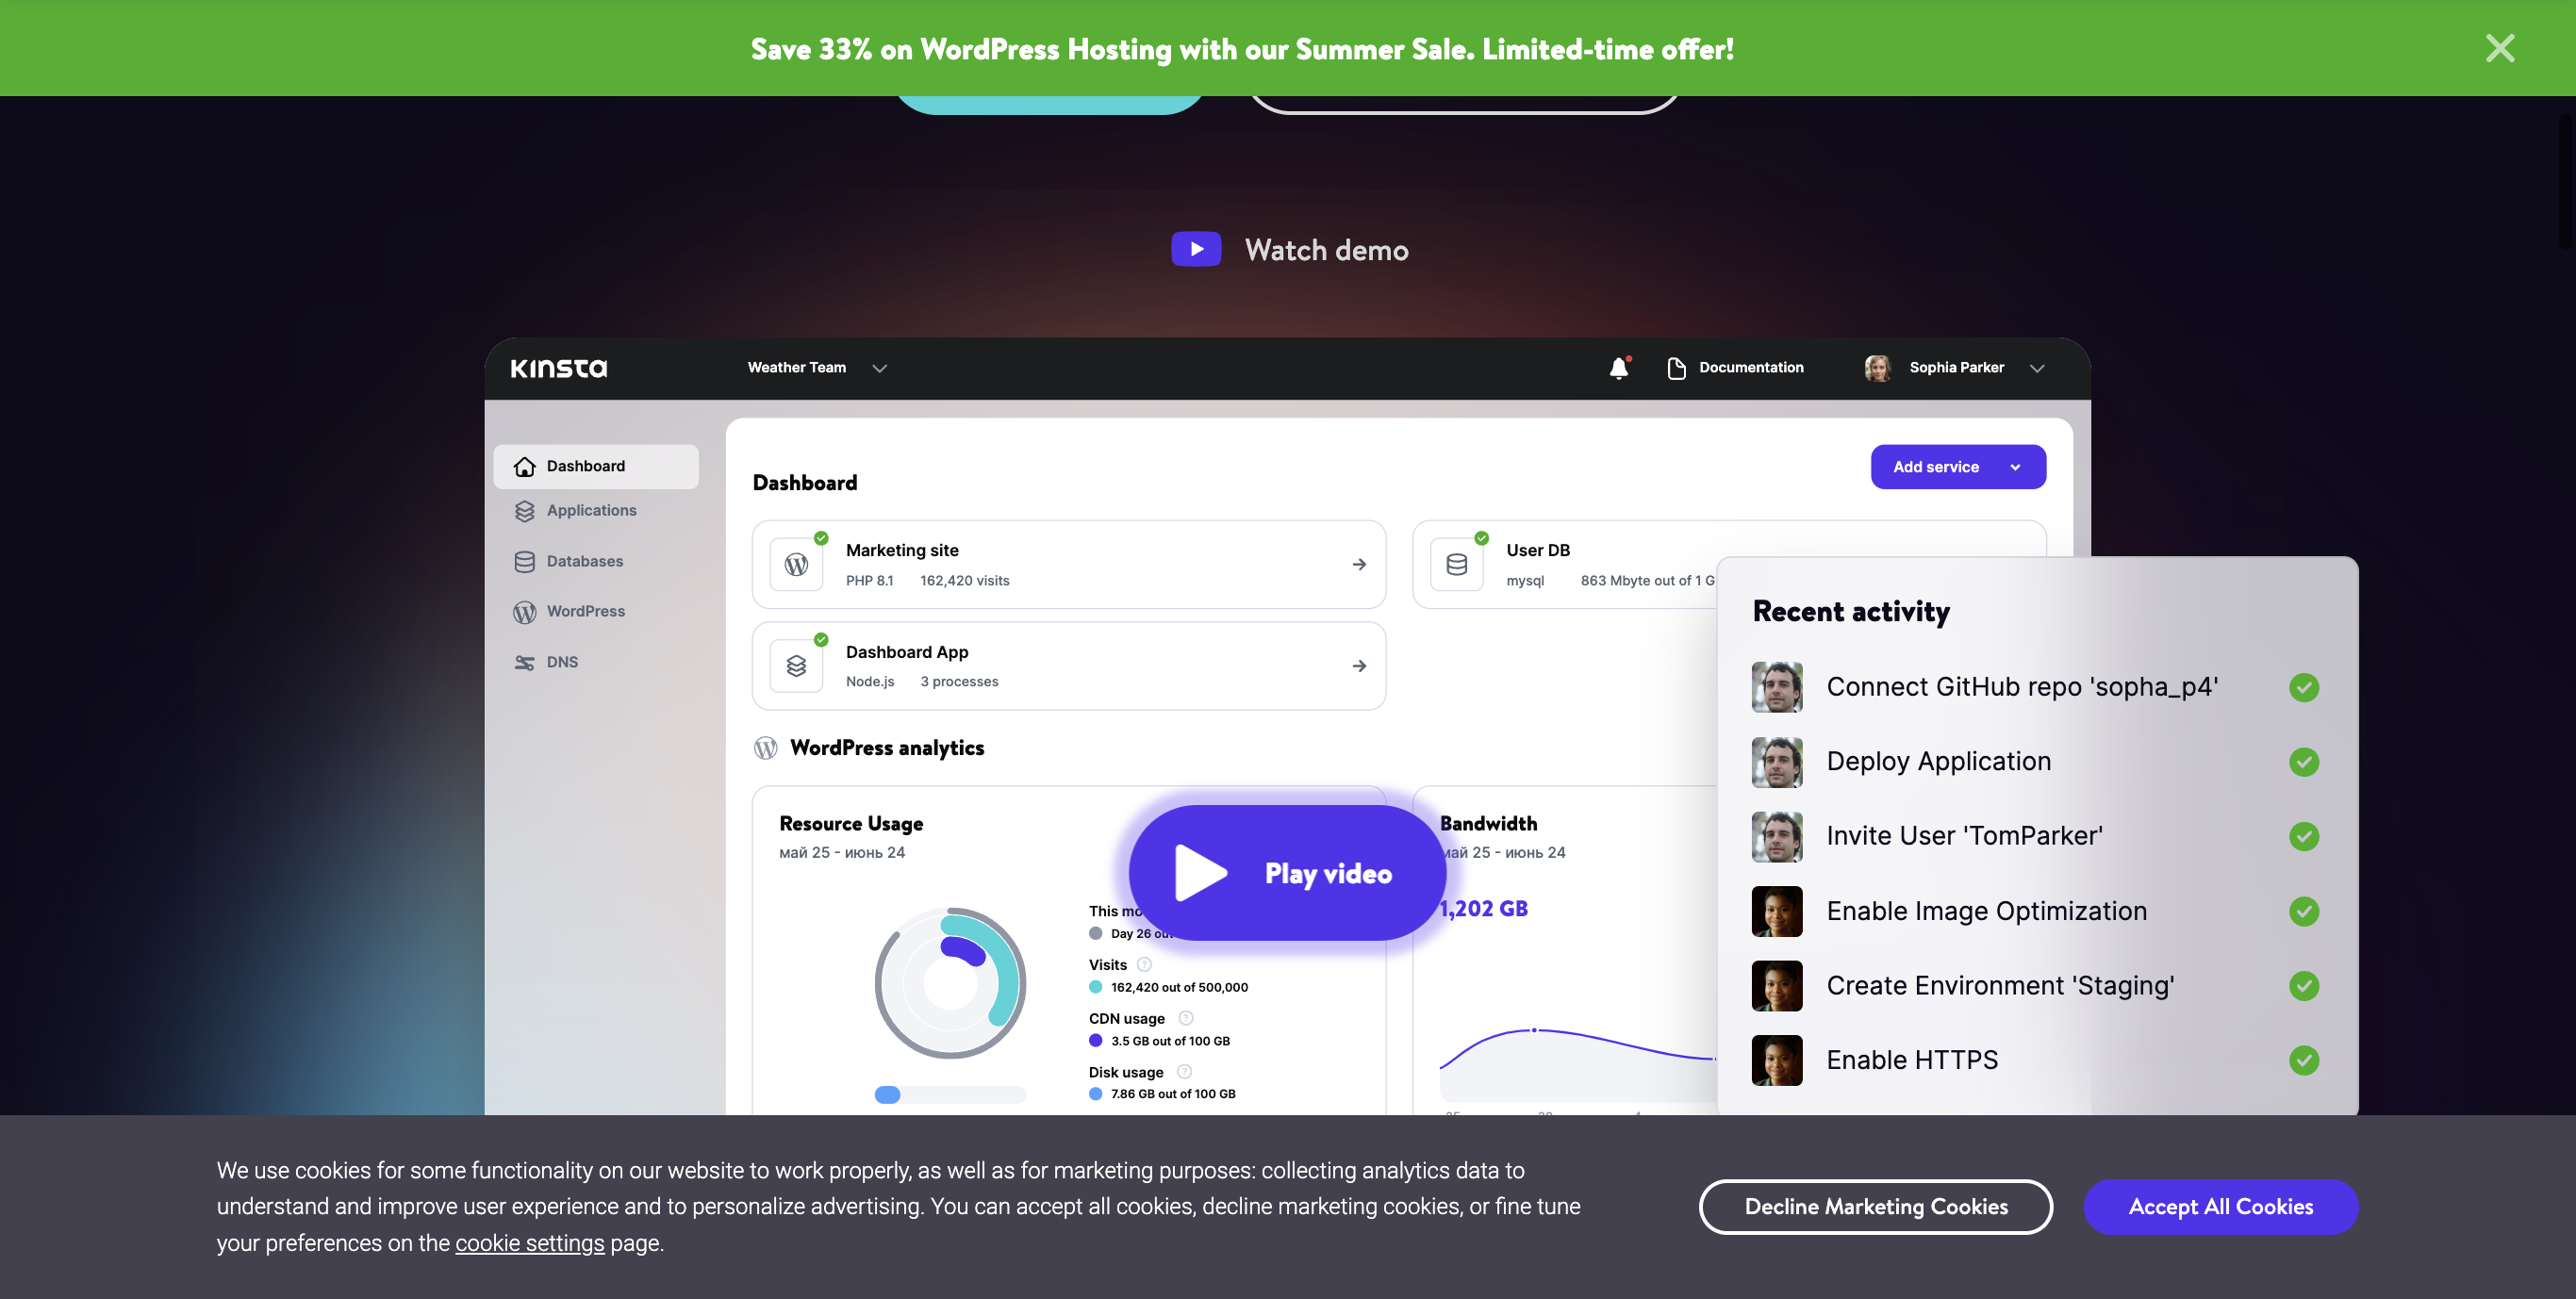 Save 33% on WordPress Hosting with our Summer Sale. Limited-time offer!
Watch demo
KINSTA
Weather Team
Documentation
Sophia Parker
Dashboard
Applications
Databases
WordPress
DNS
Dashboard
Add service
Marketing site
PHP 8.1 162,420 visits
User DB
mysql 863 Mbyte out of 1 G
Dashboard App
Node.js 3 processes
WordPress analytics
Resource Usage
май 25 - июнь 24
This mo
Day 26 out
Visits
162,420 out of 500,000
CDN usage
3.5 GB out of 100 GB
Disk usage
7.86 GB out of 100 GB
Play video
Bandwidth
май 25 - июнь 24
1,202 GB
Recent activity
Connect GitHub repo 'sopha_p4'
Deploy Application
Invite User 'TomParker'
Enable Image Optimization
Create Environment 'Staging'
Enable HTTPS
We use cookies for some functionality on our website to work properly, as well as for marketing purposes: collecting analytics data to
understand and improve user experience and to personalize advertising. You can accept all cookies, decline marketing cookies, or fine tune
your preferences on the cookie settings page.
Decline Marketing Cookies
Accept All Cookies